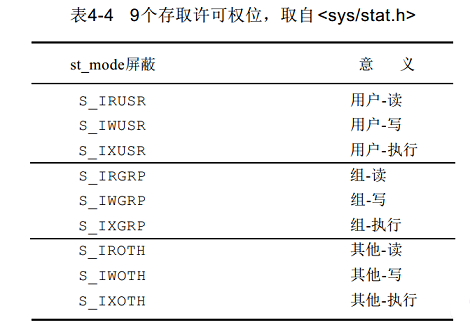 表4-4 9个存取许可权位，取自<sys/stat.h>
st_mode屏蔽 意 义
S_IRUSR 用户-读
S_IWUSR 用户-写
S_IXUSR 用户-执行
S_IRGRP 组-读
S_IWGRP 组-写
S_IXGRP 组-执行
S_IROTH 其他-读
S_IWOTH 其他-写
S_IXOTH 其他-执行